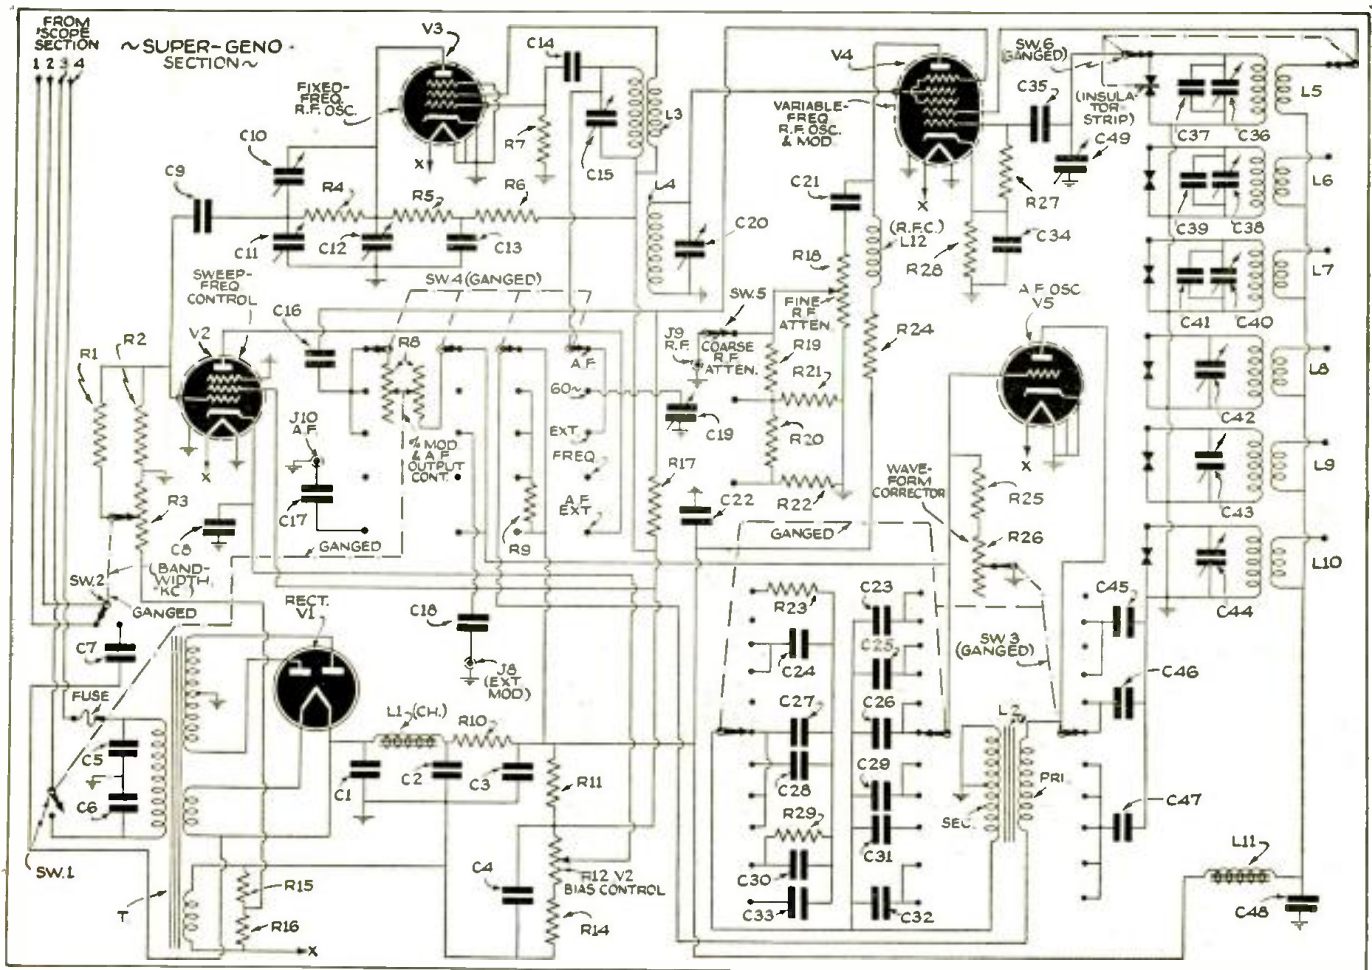 FROM
'SCOPE
SECTION
1 2 3 4
~SUPER-GENO-
SECTION~
V3
C14
V4
SW.6
(GANGED)
C35
FIXED-
FREQ.
R.F. OSC.
VARIABLE-
FREQ
R.F. OSC.
& MOD.
(INSULATOR
STRIP)
C37
C36
L5
C10
R7
C15
L3
C49
C9
X
R4
R5
R6
L4
C21
X
R27
L6
C39
C38
C11
C12
C13
C20
(R.F.C.)
L12
C34
R28
L7
SWEEP-
FREQ
CONTROL
SW.4 (GANGED)
R18
FINE
R.F.
ATTEN.
C41
C40
A.F. OSC.
V5
C16
SW.5
J9
R.F.
COARSE
R.F.
ATTEN.
R19
R24
R1
R2
V2
R8
A.F.
60~
R21
L8
C42
J10
A.F.
% MOD.
& A.F.
OUTPUT
CONT.
EXT.
FREQ.
A.F.
EXT.
C19
R20
R17
X
X
WAVE-
FORM
CORRECTOR
R25
L9
C43
R3
C17
R22
C22
R26
C8
(BAND-
WIDTH,
"KC")
GANGED
R9
GANGED
L10
C44
SW.2
GANGED
RECT.
V1
C18
R23
C23
C45
C7
J8
(EXT.
MOD)
C24
C25
SW.3
(GANGED)
C46
FUSE
L1 (CH.)
R10
C27
C26
L2
C5
C6
C1
C2
C3
R11
C28
C29
PRI.
SEC.
C47
R29
C31
SW.1
C4
R12 V2
BIAS CONTROL
C30
L11
T
R15
R16
X
R14
C33
C32
C48